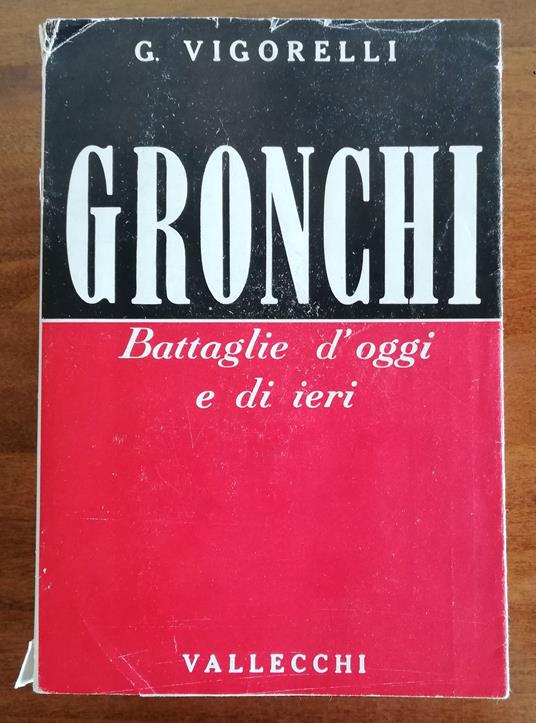 G. VIGORELLI
GRONCHI
Battaglie d'oggi
e di ieri
VALLECCHI